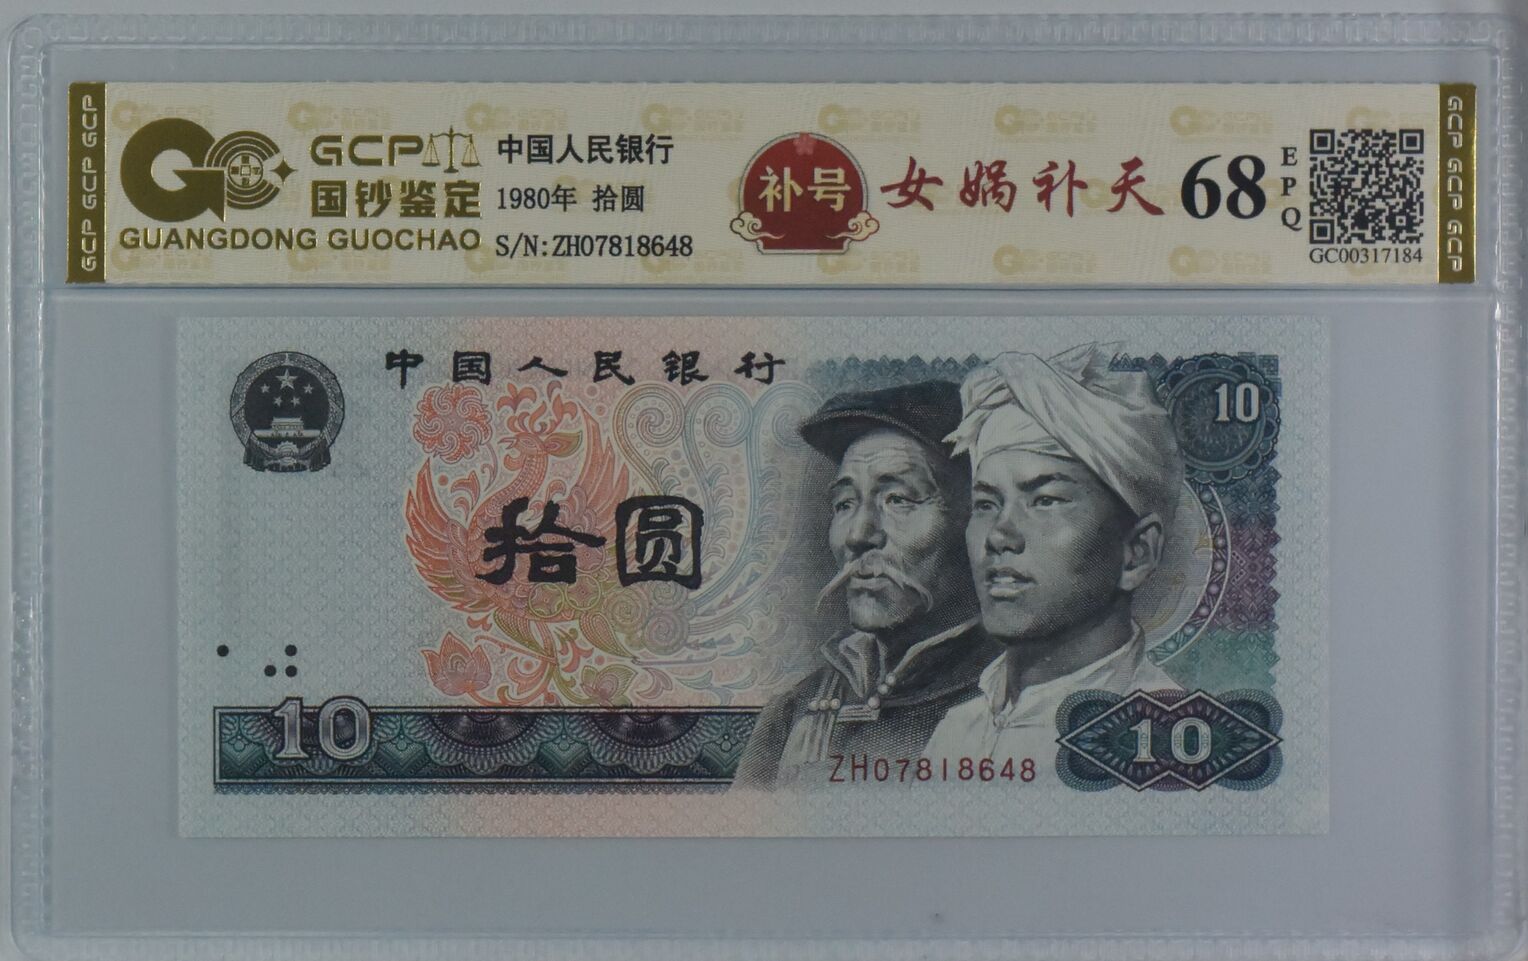 GCP GCP GCP
GCP
国钞鉴定
GUANGDONG GUOCHAO
中国人民银行
1980年 拾圆
S/N:ZH07818648
补号
女娲补天
68
EPQ
GC00317184
GCP GCP GCP
中国人民银行
10
拾圆
10
ZH07818648
10